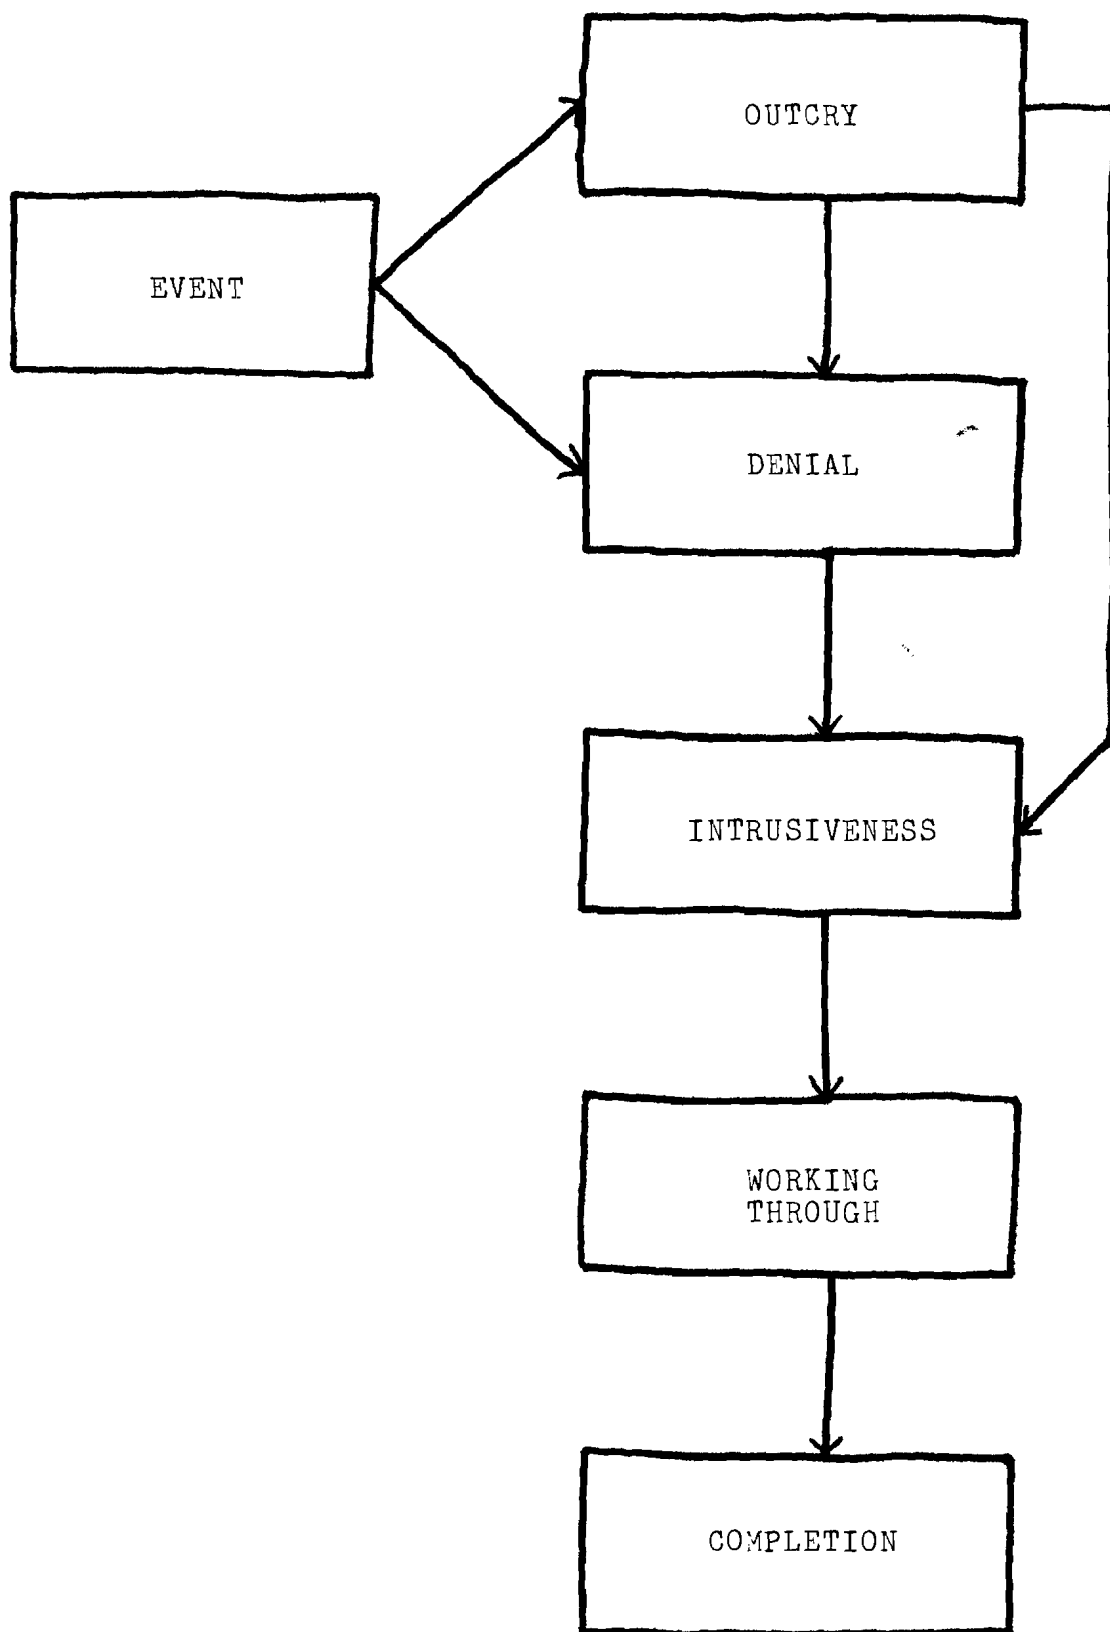 OUTCRY
EVENT
DENIAL
INTRUSIVENESS
WORKING
THROUGH
COMPLETION